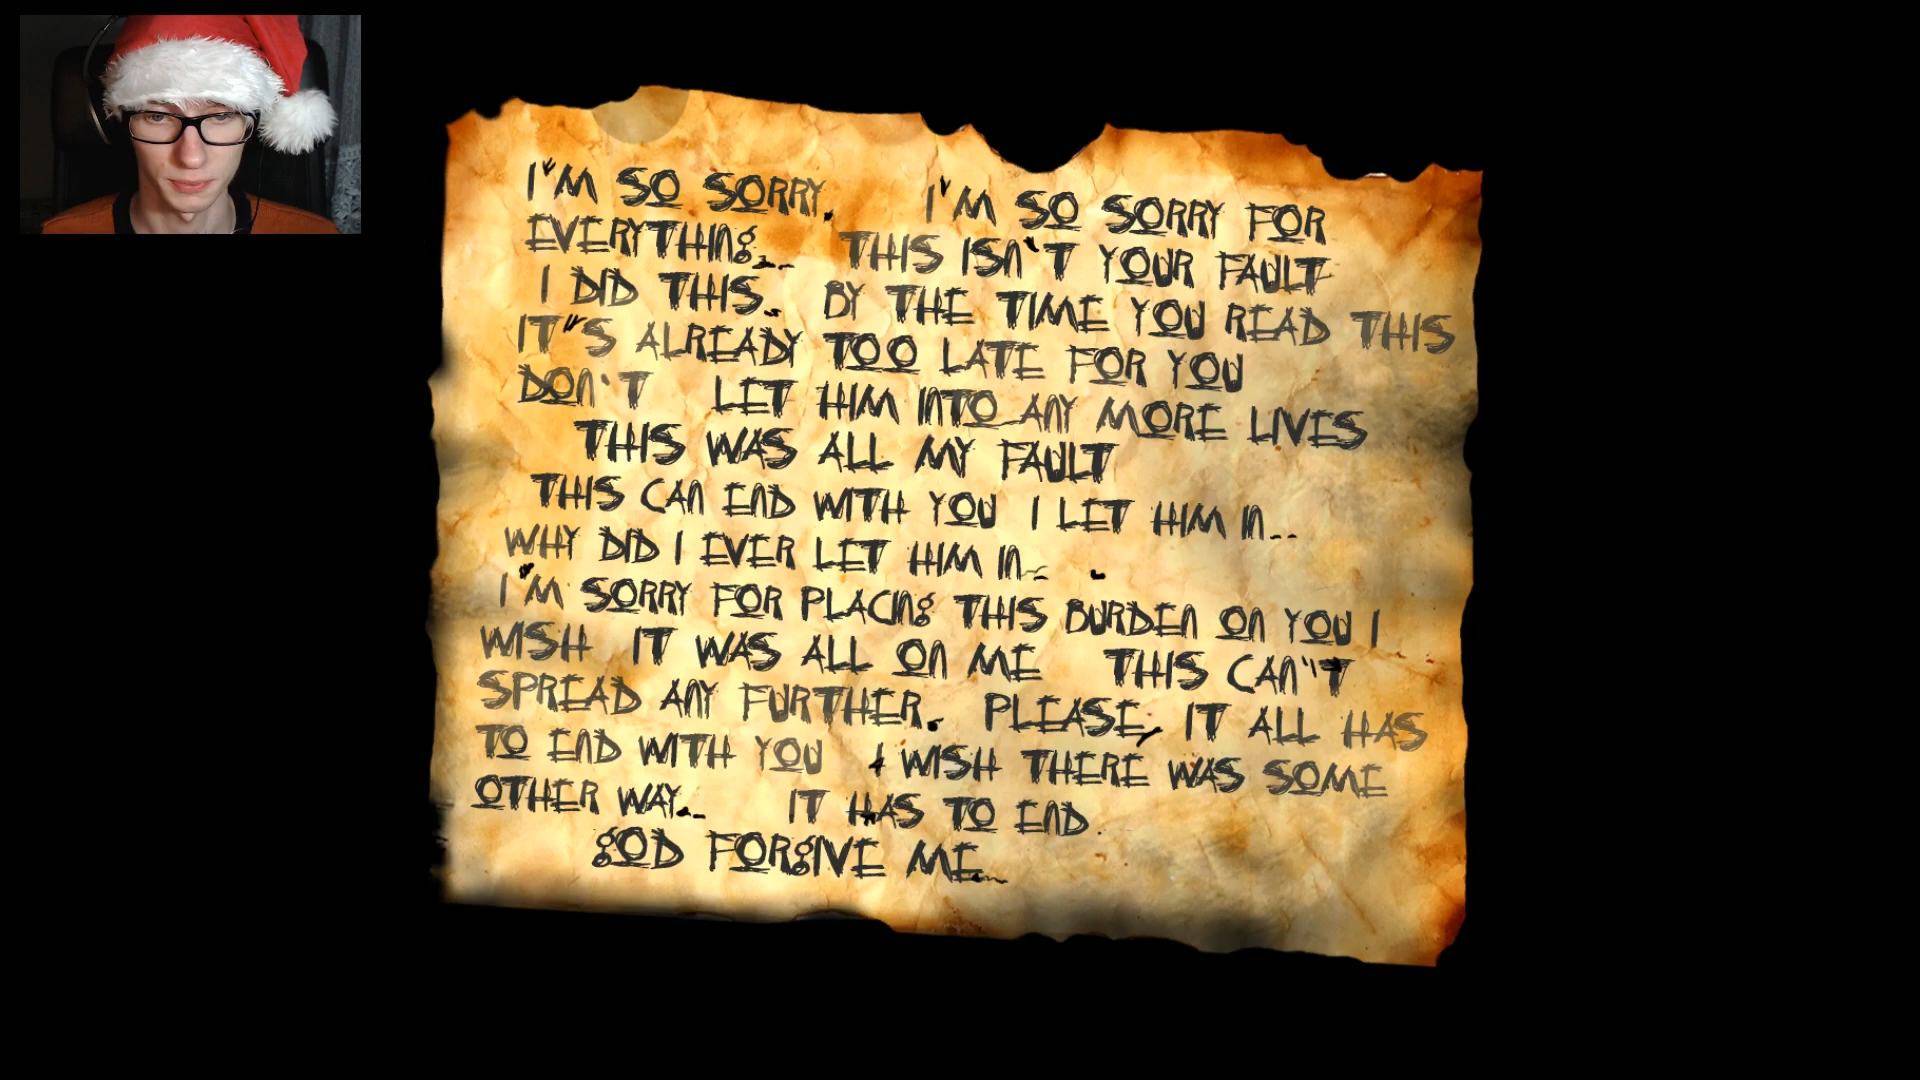 I"M SO SORRY. I'M SO SORRY FOR
EVERYTHING... THIS ISN'T YOUR FAULT
I DID THIS.. BY THE TIME YOU READ THIS
IT"S ALREADY TOO LATE FOR YOU
DON'T LET HIM INTO ANY MORE LIVES
THIS WAS ALL MY FAULT
THIS CAN END WITH YOU I LET HIM IN..
WHY DID I EVER LET HIM IN..
I"M SORRY FOR PLACING THIS BURDEN ON YOU I
WISH IT WAS ALL ON ME THIS CAN'T
SPREAD ANY FURTHER. PLEASE, IT ALL HAS
TO END WITH YOU I WISH THERE WAS SOME
OTHER WAY.. IT HAS TO END.
GOD FORGIVE ME...